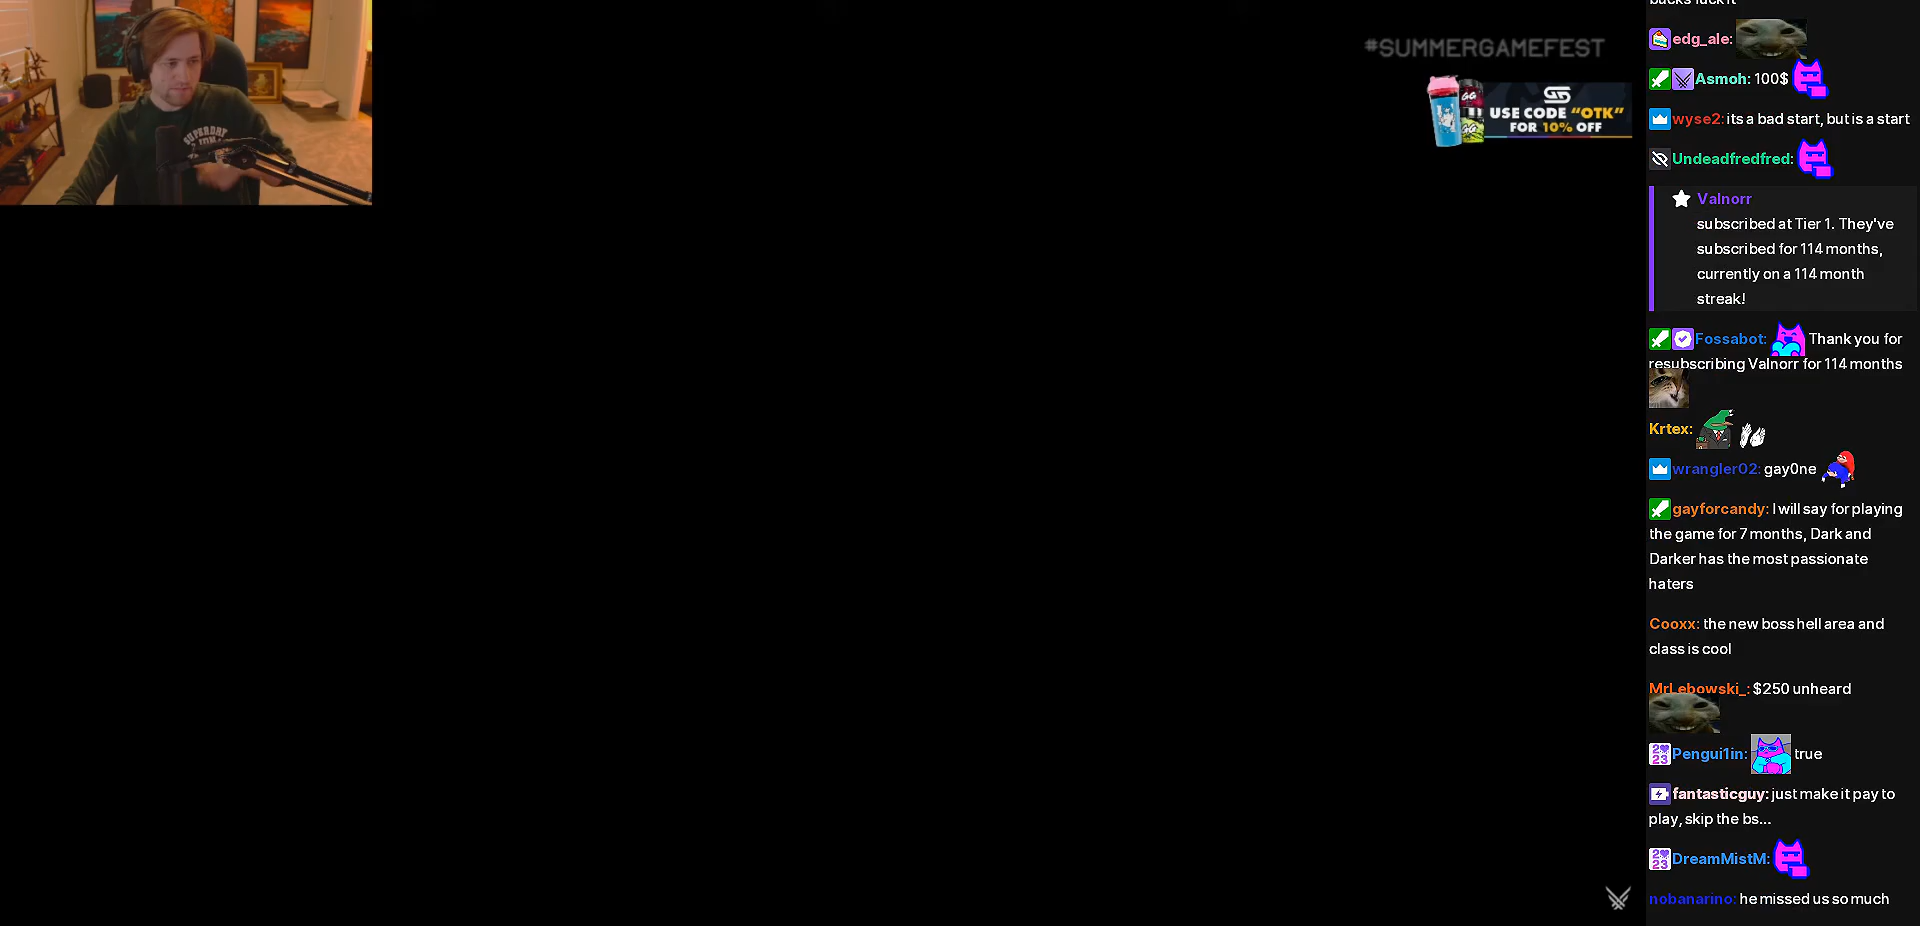 #SUMMERGAMEFEST
GG
USE CODE "OTK"
FOR 10% OFF
SUPERDRY
edg_ale:
Asmoh: 100$
wyse2: its a bad start, but is a start
Undeadfredfred:
Valnorr
subscribed at Tier 1. They've
subscribed for 114 months,
currently on a 114 month
streak!
Fossabot: Thank you for
resubscribing Valnorr for 114 months
Krtex:
wrangler02: gay0ne
gayforcandy: I will say for playing
the game for 7 months, Dark and
Darker has the most passionate
haters
Cooxx: the new boss hell area and
class is cool
MrLebowski_: $250 unheard
Pengui1in: true
fantasticguy: just make it pay to
play, skip the bs...
DreamMistM:
nobanarino: he missed us so much